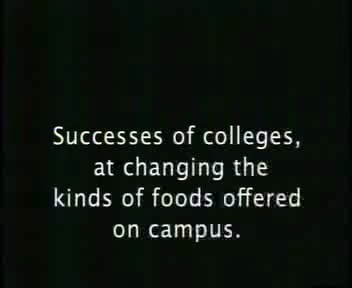 Successes of colleges,
at changing the
kinds of foods offered
on campus.